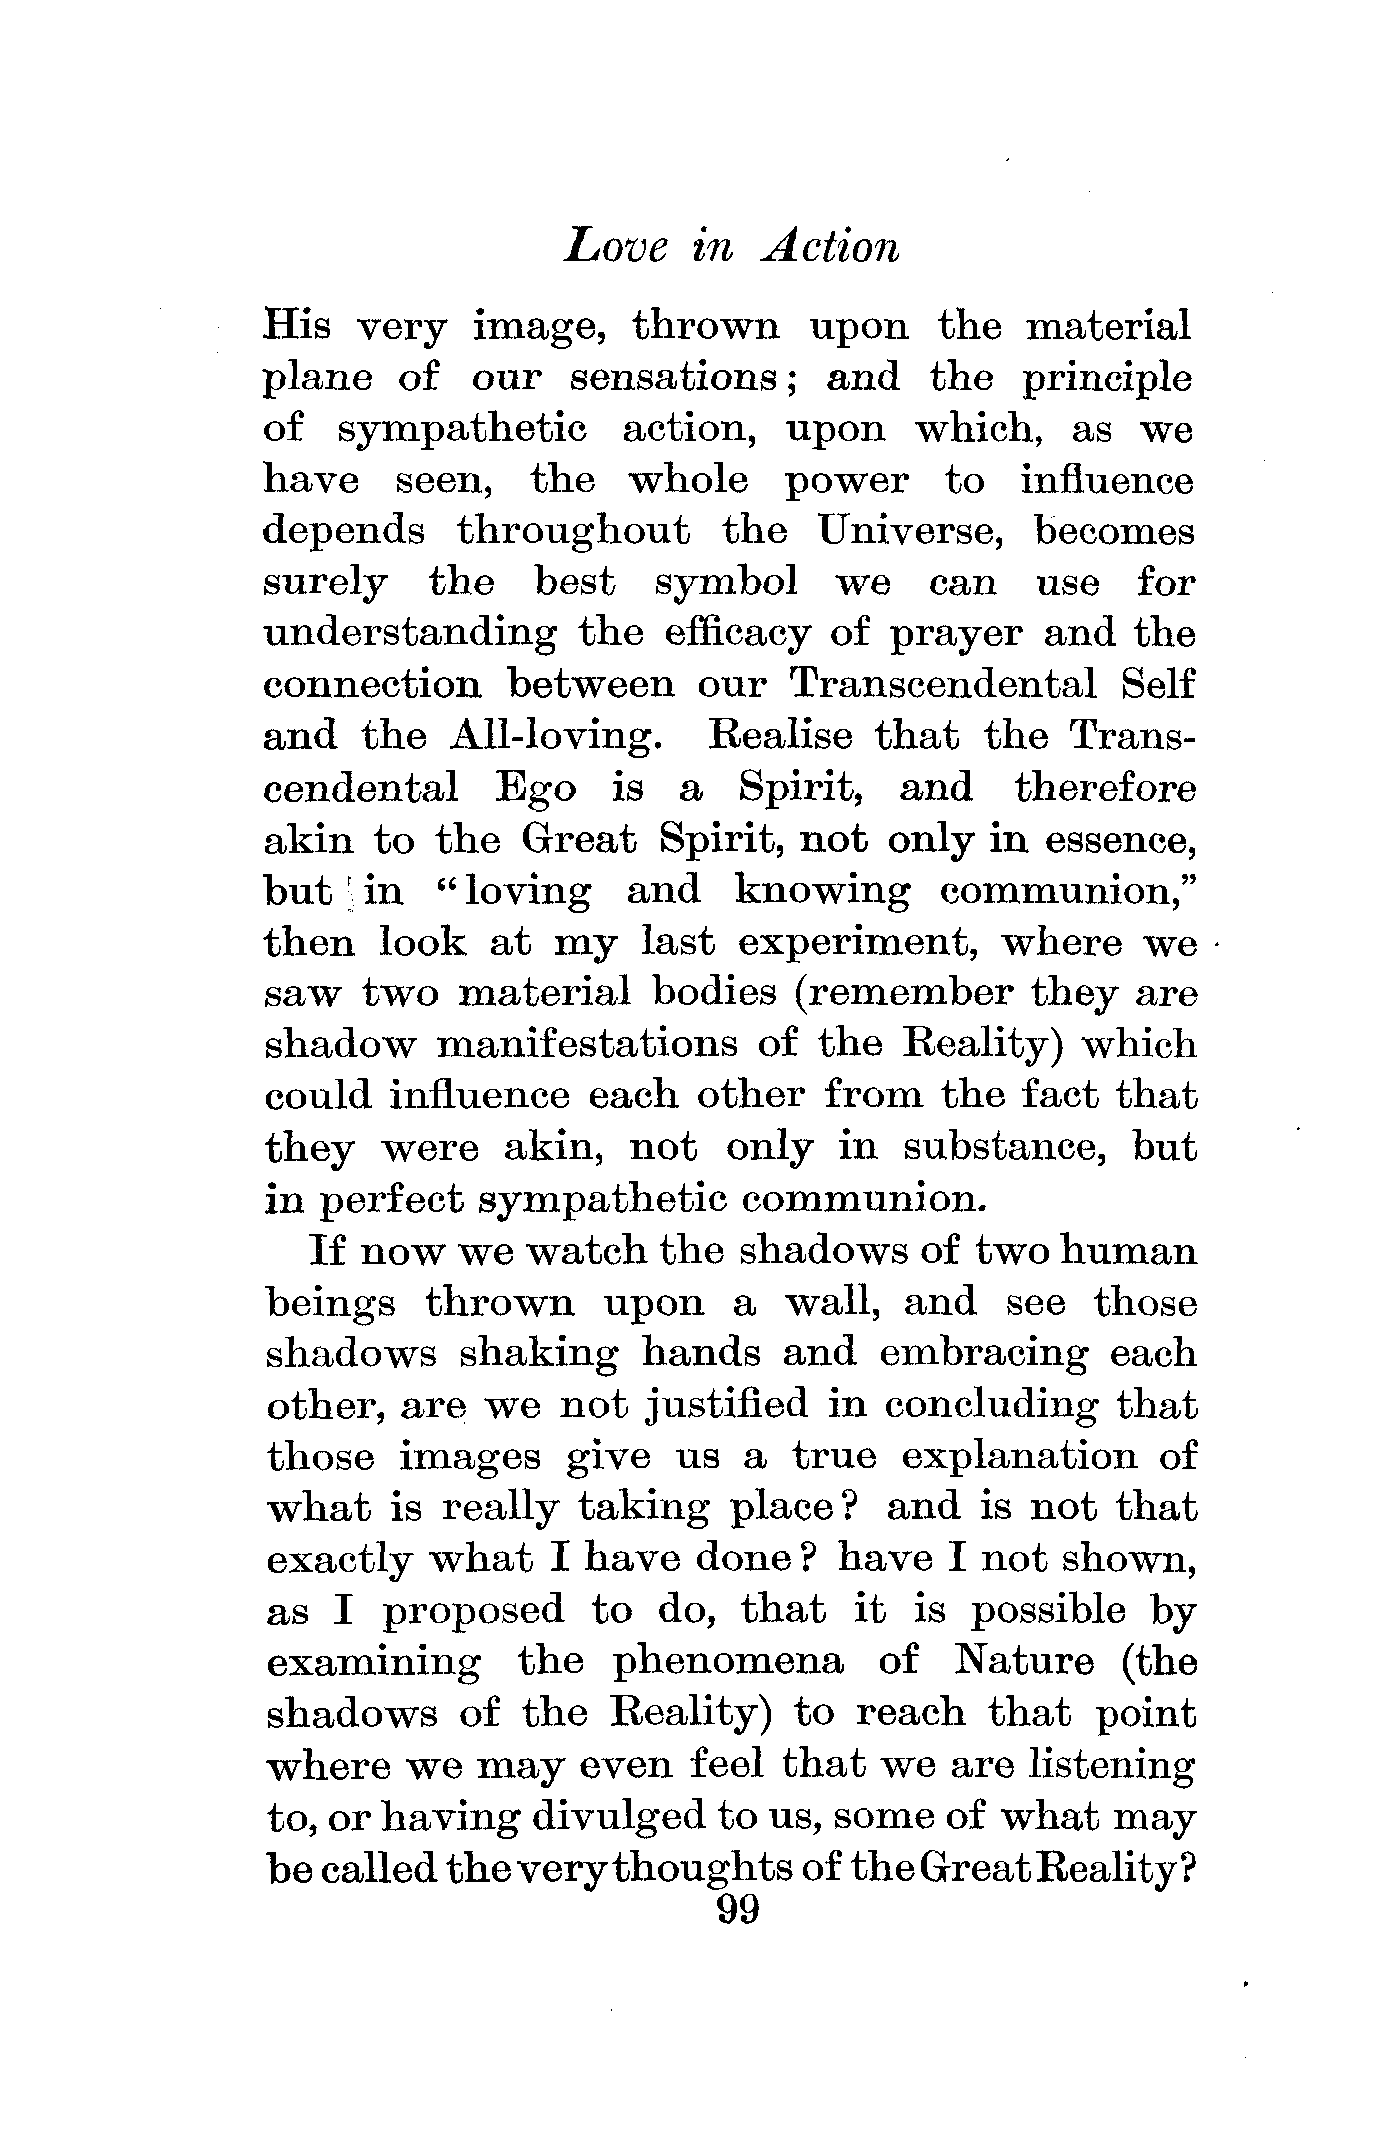 Love in Action
His very image, thrown upon the material
plane of our sensations; and the principle
of sympathetic action, upon which, as we
have seen, the whole power to influence
depends throughout the Universe, becomes
surely the best symbol we can use for
understanding the efficacy of prayer and the
connection between our Transcendental Self
and the All-loving. Realise that the Trans-
cendental Ego is a Spirit, and therefore
akin to the Great Spirit, not only in essence,
but in “loving and knowing communion,”
then look at my last experiment, where we
saw two material bodies (remember they are
shadow manifestations of the Reality) which
could influence each other from the fact that
they were akin, not only in substance, but
in perfect sympathetic communion.
If now we watch the shadows of two human
beings thrown upon a wall, and see those
shadows shaking hands and embracing each
other, are we not justified in concluding that
those images give us a true explanation of
what is really taking place? and is not that
exactly what I have done? have I not shown,
as I proposed to do, that it is possible by
examining the phenomena of Nature (the
shadows of the Reality) to reach that point
where we may even feel that we are listening
to, or having divulged to us, some of what may
be called the very thoughts of the Great Reality?
99